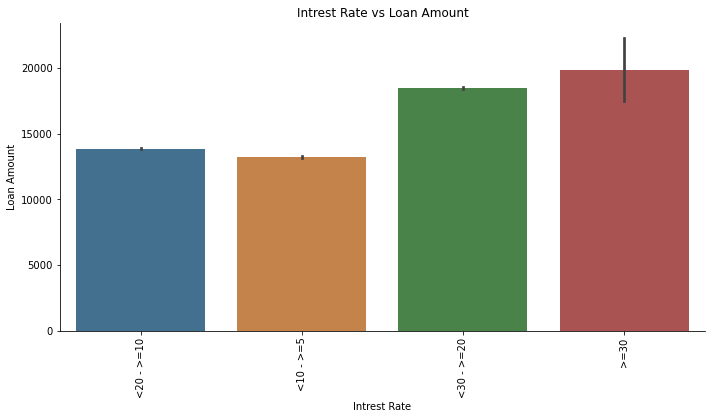 Intrest Rate vs Loan Amount
Loan Amount
20000
15000
10000
5000
0
<20 - >=10
<10 - >=5
<30 - >=20
>=30
Intrest Rate